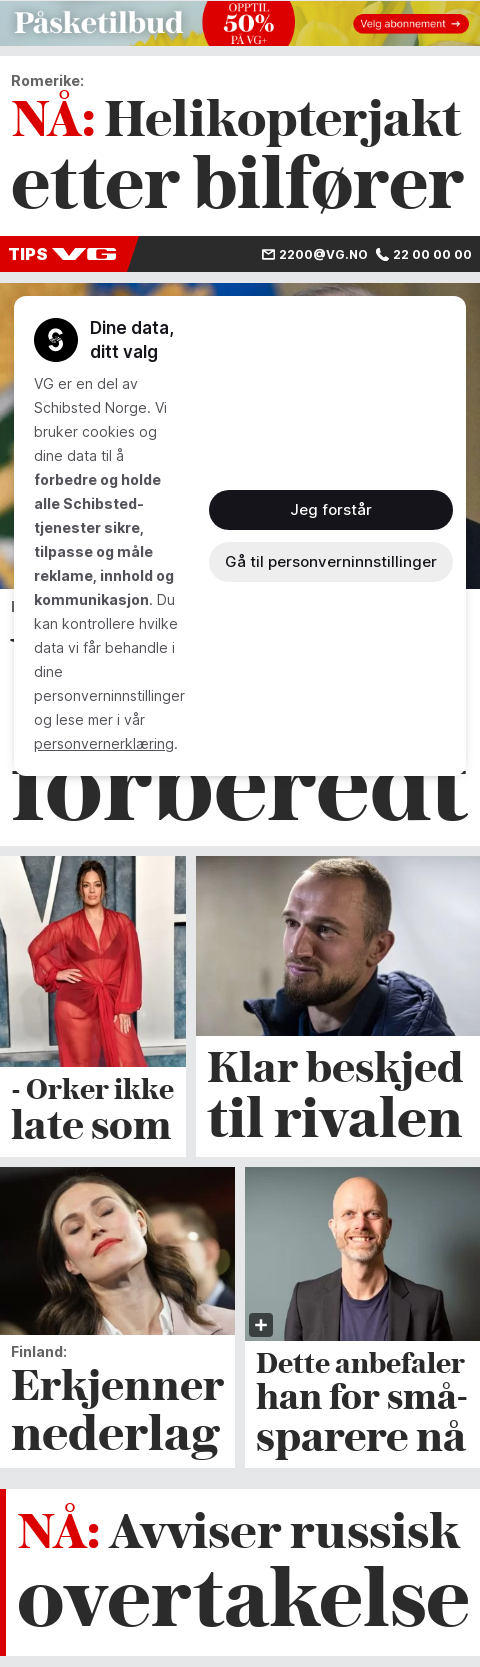 Påsketilbud
OPPTIL
50%
PÅ VG+
Velg abonnement →
Romerike:
NÅ: Helikopterjakt
etter bilfører
TIPS VG
2200@VG.NO 22 00 00 00
Dine data,
ditt valg
VG er en del av
Schibsted Norge. Vi
bruker cookies og
dine data til å
forbedre og holde
alle Schibsted-
tjenester sikre,
tilpasse og måle
reklame, innhold og
kommunikasjon. Du
kan kontrollere hvilke
data vi får behandle i
dine
personverninnstillinger
og lese mer i vår
personvernerklæring.
Jeg forstår
Gå til personverninnstillinger
forberedt
- Orker ikke
late som
Klar beskjed
til rivalen
Finland:
Erkjenner
nederlag
Dette anbefaler
han for små-
sparere nå
NÅ: Avviser russisk
overtakelse